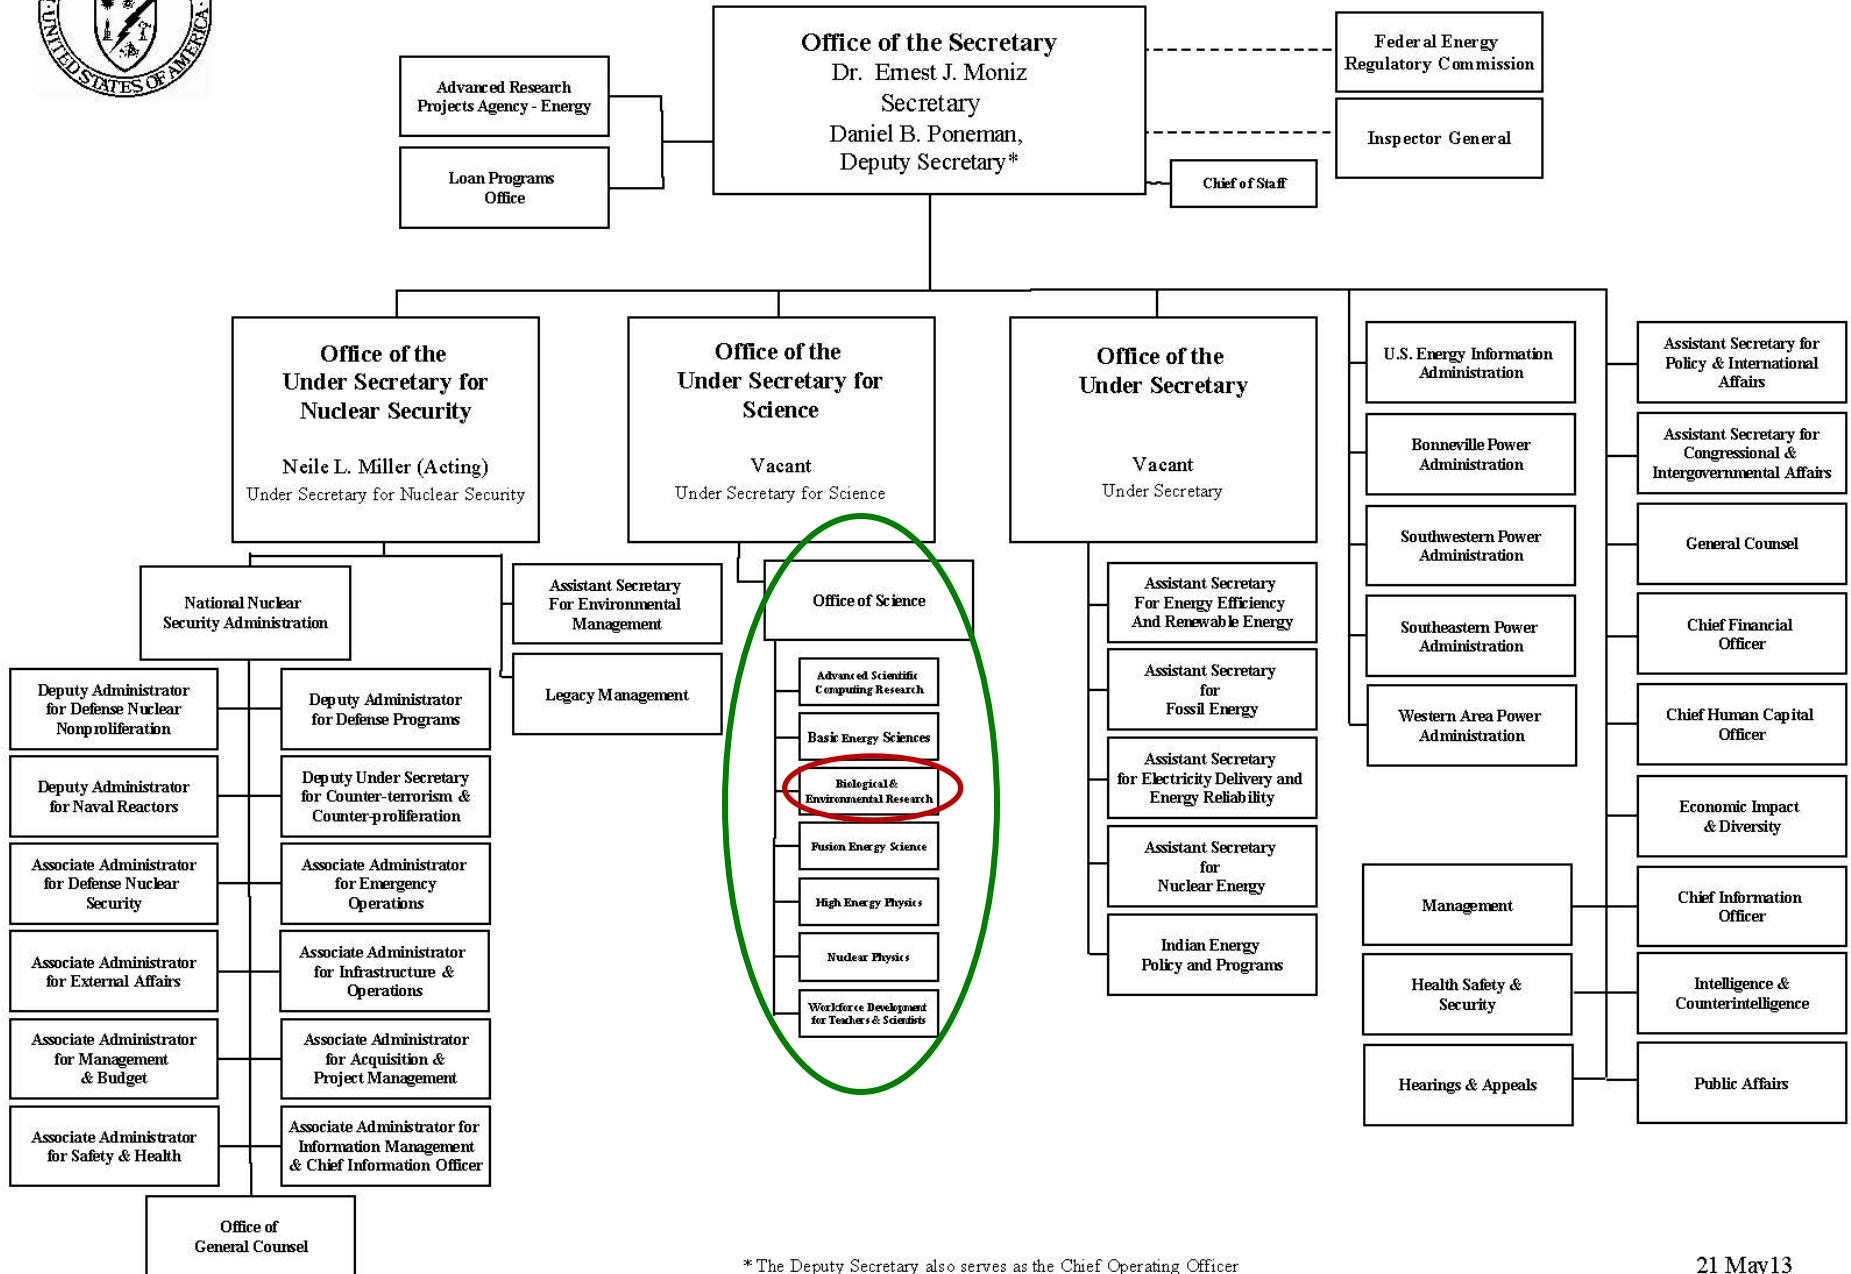 UNITED STATES OF AMERICA
Office of the Secretary
Dr. Ernest J. Moniz
Secretary
Daniel B. Poneman,
Deputy Secretary*
Federal Energy
Regulatory Commission
Inspector General
Chief of Staff
Advanced Research
Projects Agency - Energy
Loan Programs
Office
Office of the
Under Secretary for
Nuclear Security
Neile L. Miller (Acting)
Under Secretary for Nuclear Security
Office of the
Under Secretary for
Science
Vacant
Under Secretary for Science
Office of the
Under Secretary
Vacant
Under Secretary
U.S. Energy Information
Administration
Bonneville Power
Administration
Southwestern Power
Administration
Southeastern Power
Administration
Western Area Power
Administration
Assistant Secretary for
Policy & International
Affairs
Assistant Secretary for
Congressional &
Intergovernmental Affairs
General Counsel
Chief Financial
Officer
Chief Human Capital
Officer
Economic Impact
& Diversity
Chief Information
Officer
Intelligence &
Counterintelligence
Public Affairs
Management
Health Safety &
Security
Hearings & Appeals
National Nuclear
Security Administration
Assistant Secretary
For Environmental
Management
Legacy Management
Deputy Administrator
for Defense Nuclear
Nonproliferation
Deputy Administrator
for Defense Programs
Deputy Administrator
for Naval Reactors
Deputy Under Secretary
for Counter-terrorism &
Counter-proliferation
Associate Administrator
for Defense Nuclear
Security
Associate Administrator
for Emergency
Operations
Associate Administrator
for External Affairs
Associate Administrator
for Infrastructure &
Operations
Associate Administrator
for Management
& Budget
Associate Administrator
for Acquisition &
Project Management
Associate Administrator
for Safety & Health
Associate Administrator for
Information Management
& Chief Information Officer
Office of
General Counsel
Office of Science
Advanced Scientific
Computing Research
Basic Energy Sciences
Biological &
Environmental Research
Fusion Energy Science
High Energy Physics
Nuclear Physics
Workforce Development
for Teachers & Scientists
Assistant Secretary
For Energy Efficiency
And Renewable Energy
Assistant Secretary
for
Fossil Energy
Assistant Secretary
for Electricity Delivery and
Energy Reliability
Assistant Secretary
for
Nuclear Energy
Indian Energy
Policy and Programs
* The Deputy Secretary also serves as the Chief Operating Officer
21 May13